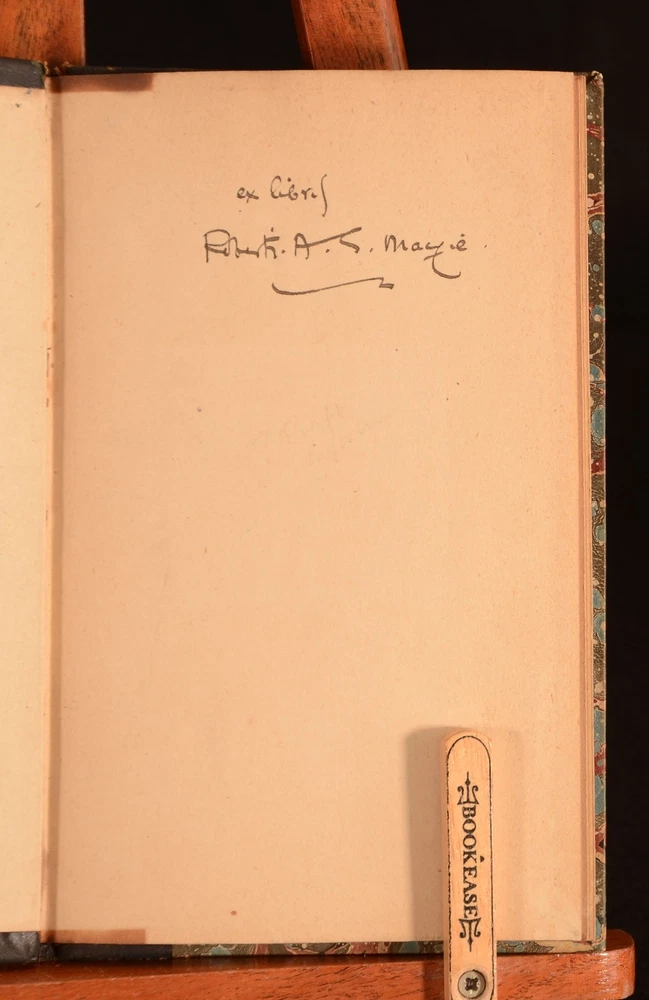 ex libris
Robert. A. S. Macfie.
BOOKEASE